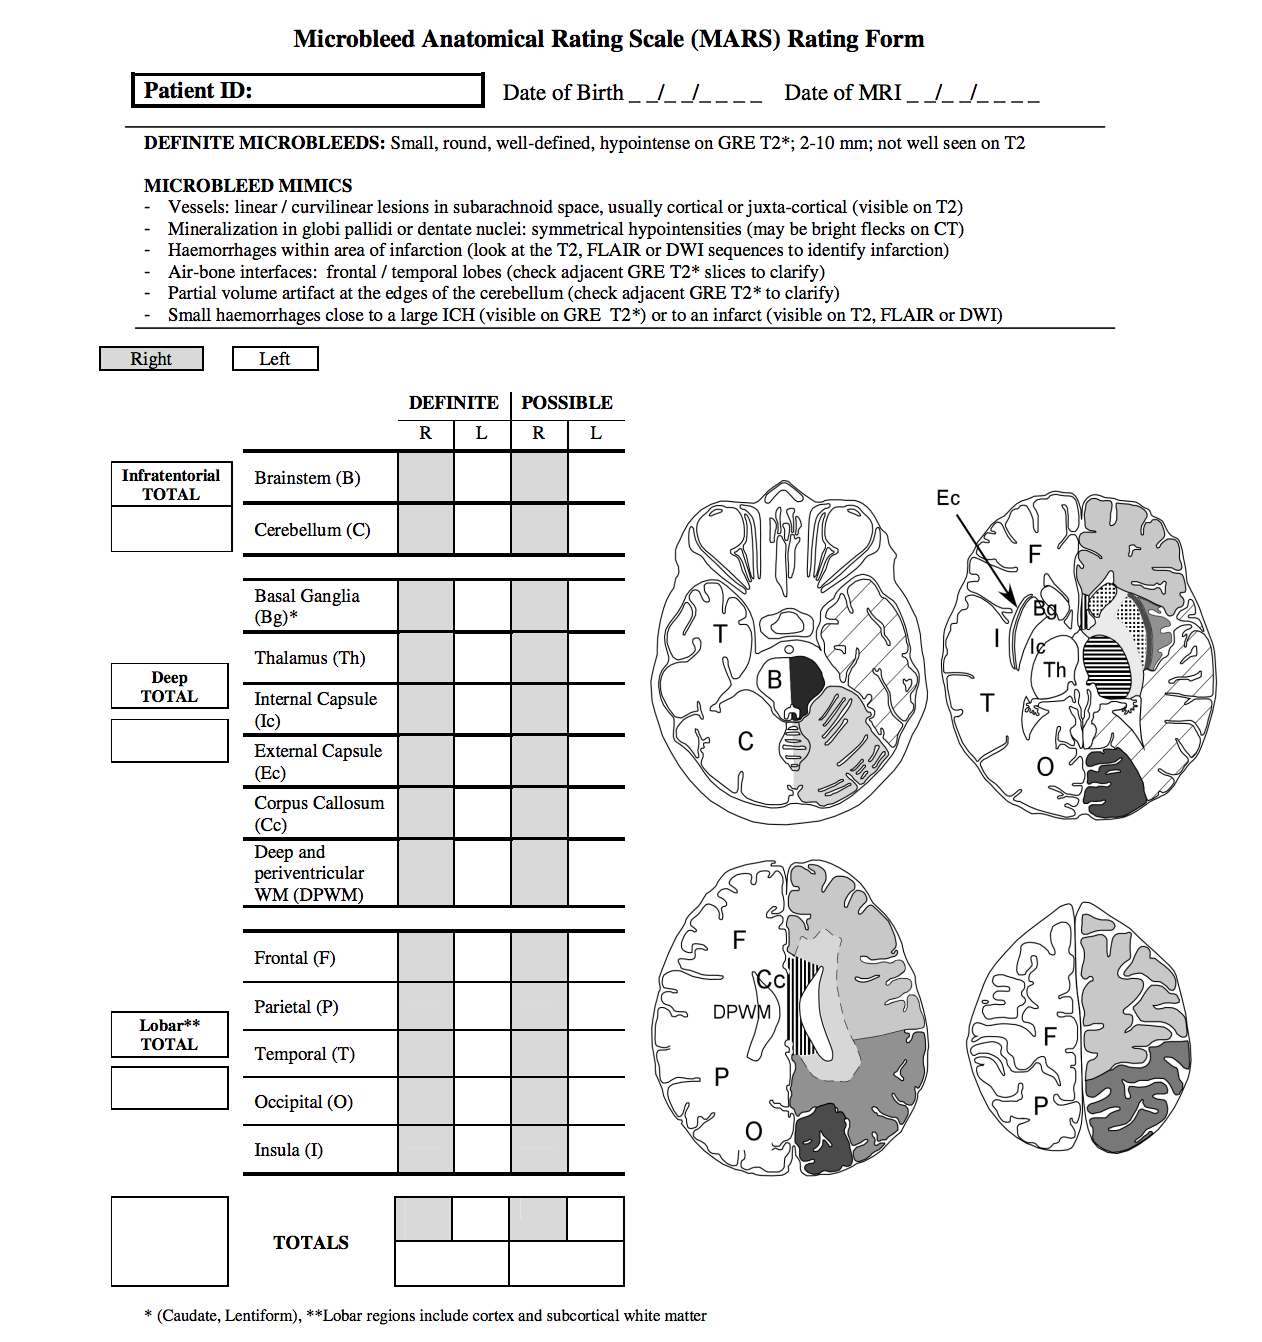 Microbleed Anatomical Rating Scale (MARS) Rating Form
Patient ID:
Date of Birth _ _/_ _/_ _ _ _ Date of MRI _ _/_ _/_ _ _ _
DEFINITE MICROBLEEDS: Small, round, well-defined, hypointense on GRE T2*; 2-10 mm; not well seen on T2
MICROBLEED MIMICS
- Vessels: linear / curvilinear lesions in subarachnoid space, usually cortical or juxta-cortical (visible on T2)
- Mineralization in globi pallidi or dentate nuclei: symmetrical hypointensities (may be bright flecks on CT)
- Haemorrhages within area of infarction (look at the T2, FLAIR or DWI sequences to identify infarction)
- Air-bone interfaces: frontal / temporal lobes (check adjacent GRE T2* slices to clarify)
- Partial volume artifact at the edges of the cerebellum (check adjacent GRE T2* to clarify)
- Small haemorrhages close to a large ICH (visible on GRE T2*) or to an infarct (visible on T2, FLAIR or DWI)
Right
Left
DEFINITE POSSIBLE
R L R L
Infratentorial
TOTAL
Brainstem (B)
Cerebellum (C)
Deep
TOTAL
Basal Ganglia
(Bg)*
Thalamus (Th)
Internal Capsule
(Ic)
External Capsule
(Ec)
Corpus Callosum
(Cc)
Deep and
periventricular
WM (DPWM)
Lobar**
TOTAL
Frontal (F)
Parietal (P)
Temporal (T)
Occipital (O)
Insula (I)
TOTALS
T
B
C
Ec
F
Bg
I
Ic
Th
T
O
F
Cc
DPWM
P
O
F
P
* (Caudate, Lentiform), **Lobar regions include cortex and subcortical white matter